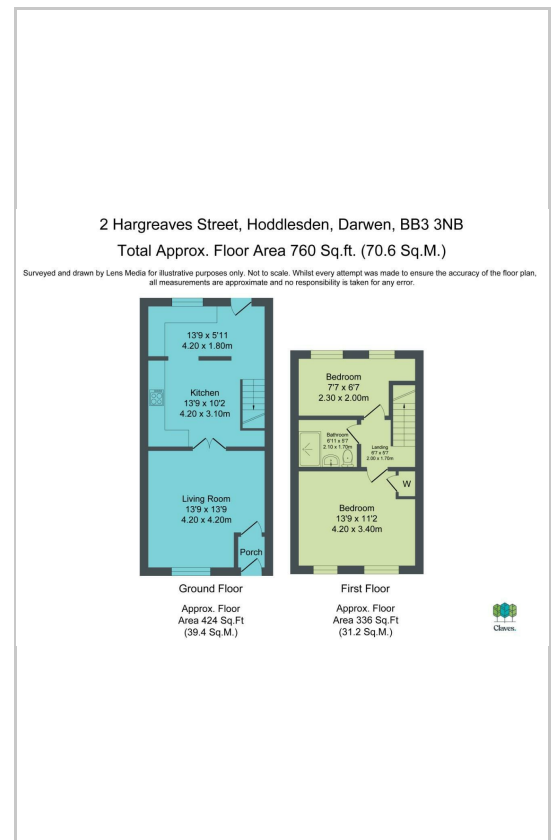 2 Hargreaves Street, Hoddlesden, Darwen, BB3 3NB
Total Approx. Floor Area 760 Sq.ft. (70.6 Sq.M.)
Surveyed and drawn by Lens Media for illustrative purposes only. Not to scale. Whilst every attempt was made to ensure the accuracy of the floor plan,
all measurements are approximate and no responsibility is taken for any error.
13'9 x 5'11
4.20 x 1.80m
Kitchen
13'9 x 10'2
4.20 x 3.10m
Living Room
13'9 x 13'9
4.20 x 4.20m
Porch
Ground Floor
Approx. Floor
Area 424 Sq.Ft
(39.4 Sq.M.)
Bedroom
7'7 x 6'7
2.30 x 2.00m
Bathroom
6'11 x 5'7
2.10 x 1.70m
Landing
6'7 x 5'7
2.00 x 1.70m
W
Bedroom
13'9 x 11'2
4.20 x 3.40m
First Floor
Approx. Floor
Area 336 Sq.Ft
(31.2 Sq.M.)
Claves.